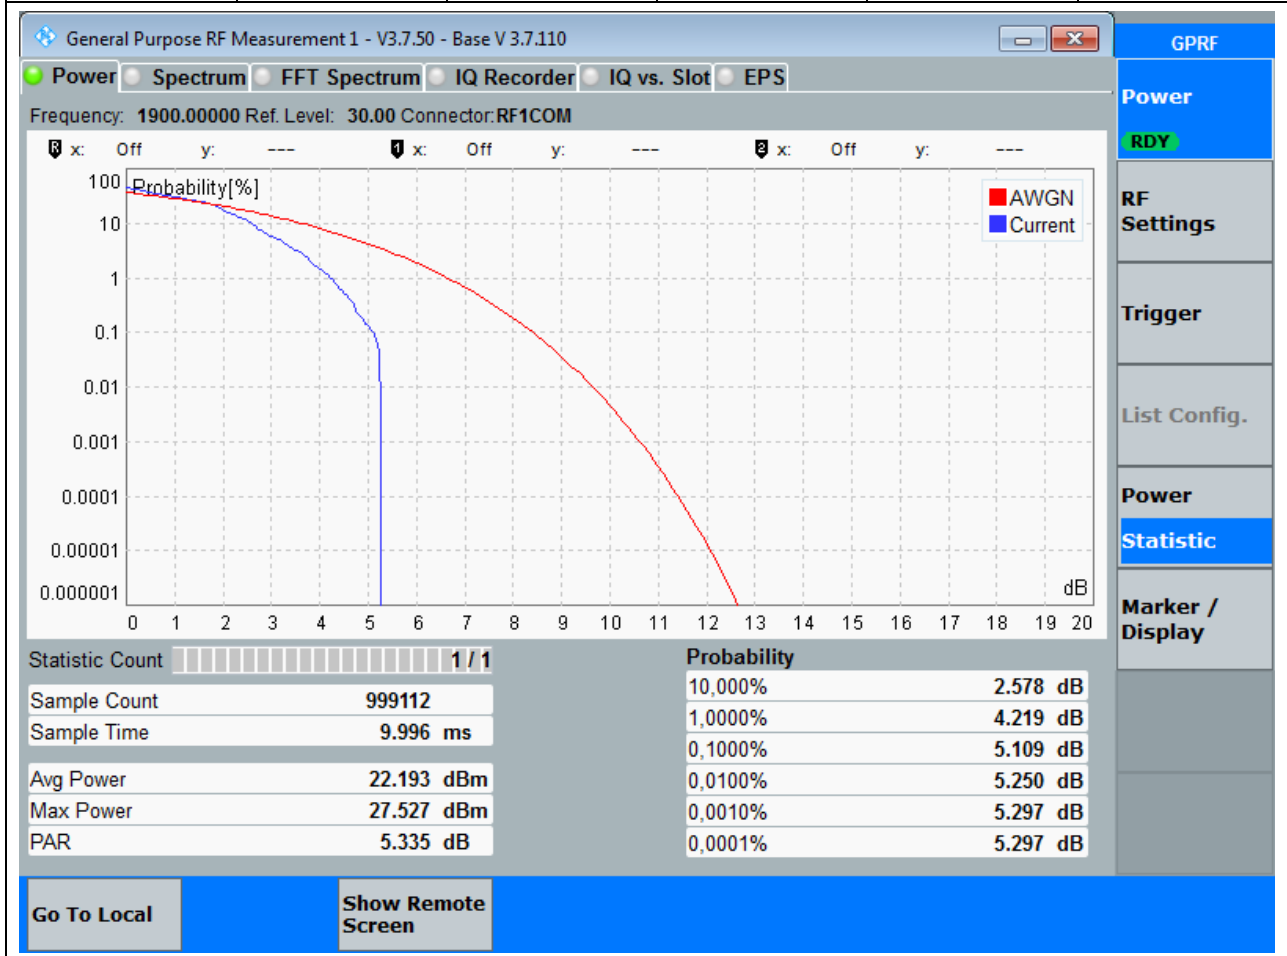 General Purpose RF Measurement 1 - V3.7.50 - Base V 3.7.110
GPRF
Power Spectrum FFT Spectrum IQ Recorder IQ vs. Slot EPS
Frequency: 1900.00000 Ref. Level: 30.00 Connector: RF1COM
R x: Off y: --- 1 x: Off y: --- 2 x: Off y: ---
Probability[%]
AWGN
Current
100
10
1
0.1
0.01
0.001
0.0001
0.00001
0.000001
dB
0 1 2 3 4 5 6 7 8 9 10 11 12 13 14 15 16 17 18 19 20
Statistic Count 1 / 1
Sample Count 999112
Sample Time 9.996 ms
Avg Power 22.193 dBm
Max Power 27.527 dBm
PAR 5.335 dB
Probability
10,000% 2.578 dB
1,0000% 4.219 dB
0,1000% 5.109 dB
0,0100% 5.250 dB
0,0010% 5.297 dB
0,0001% 5.297 dB
Power
RDY
RF
Settings
Trigger
List Config.
Power
Statistic
Marker /
Display
Go To Local
Show Remote
Screen